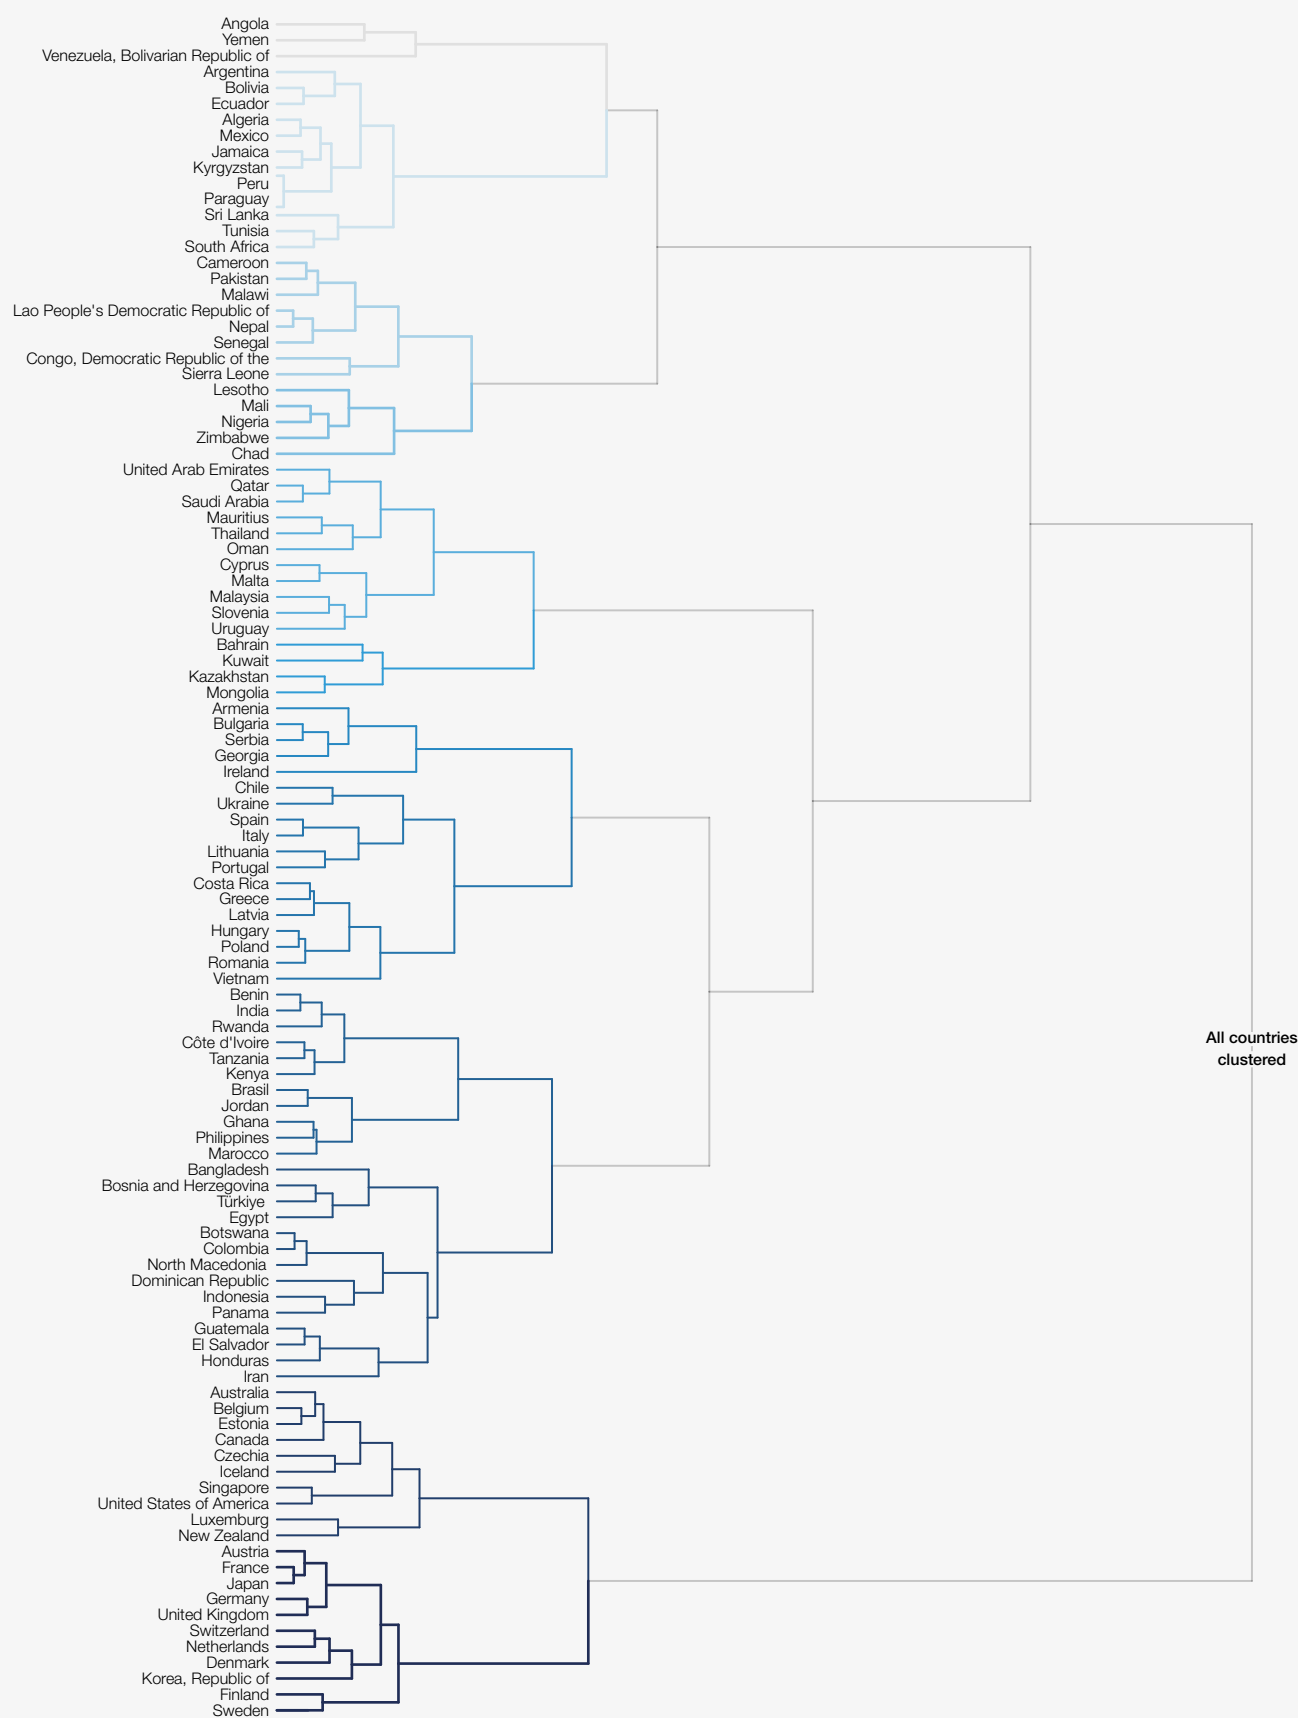 Angola
Yemen
Venezuela, Bolivarian Republic of
Argentina
Bolivia
Ecuador
Algeria
Mexico
Jamaica
Kyrgyzstan
Peru
Paraguay
Sri Lanka
Tunisia
South Africa
Cameroon
Pakistan
Malawi
Lao People's Democratic Republic of
Nepal
Senegal
Congo, Democratic Republic of the
Sierra Leone
Lesotho
Mali
Nigeria
Zimbabwe
Chad
United Arab Emirates
Qatar
Saudi Arabia
Mauritius
Thailand
Oman
Cyprus
Malta
Malaysia
Slovenia
Uruguay
Bahrain
Kuwait
Kazakhstan
Mongolia
Armenia
Bulgaria
Serbia
Georgia
Ireland
Chile
Ukraine
Spain
Italy
Lithuania
Portugal
Costa Rica
Greece
Latvia
Hungary
Poland
Romania
Vietnam
Benin
India
Rwanda
Côte d'Ivoire
Tanzania
Kenya
Brasil
Jordan
Ghana
Philippines
Marocco
Bangladesh
Bosnia and Herzegovina
Türkiye
Egypt
Botswana
Colombia
North Macedonia
Dominican Republic
Indonesia
Panama
Guatemala
El Salvador
Honduras
Iran
Australia
Belgium
Estonia
Canada
Czechia
Iceland
Singapore
United States of America
Luxemburg
New Zealand
Austria
France
Japan
Germany
United Kingdom
Switzerland
Netherlands
Denmark
Korea, Republic of
Finland
Sweden
All countries
clustered